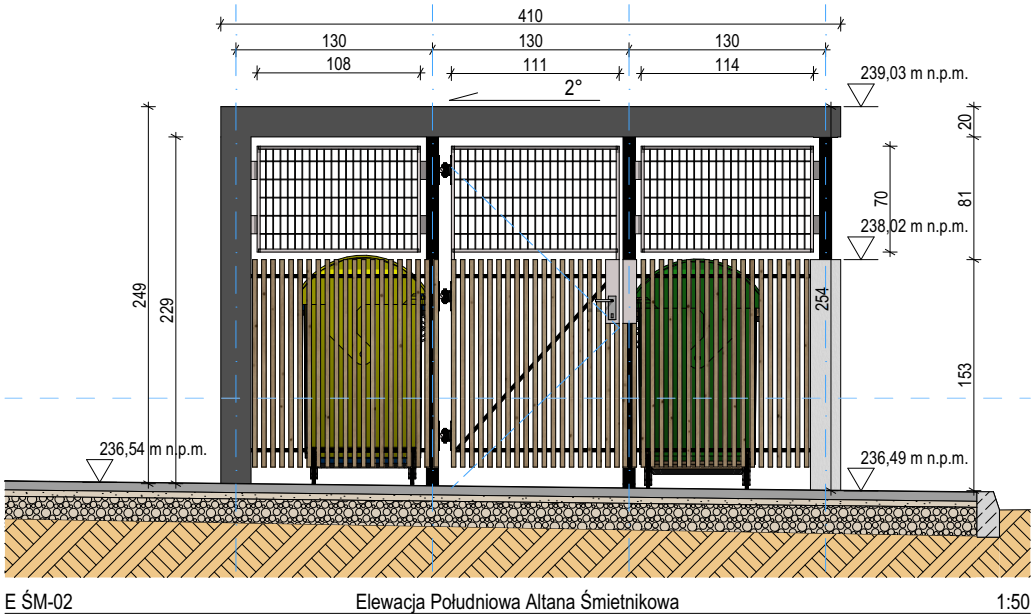 410
130 130 130
108 111 114
2°
239,03 m n.p.m.
20
81
70
238,02 m n.p.m.
249
229
254
153
236,54 m n.p.m.
236,49 m n.p.m.
E ŚM-02 Elewacja Południowa Altana Śmietnikowa 1:50